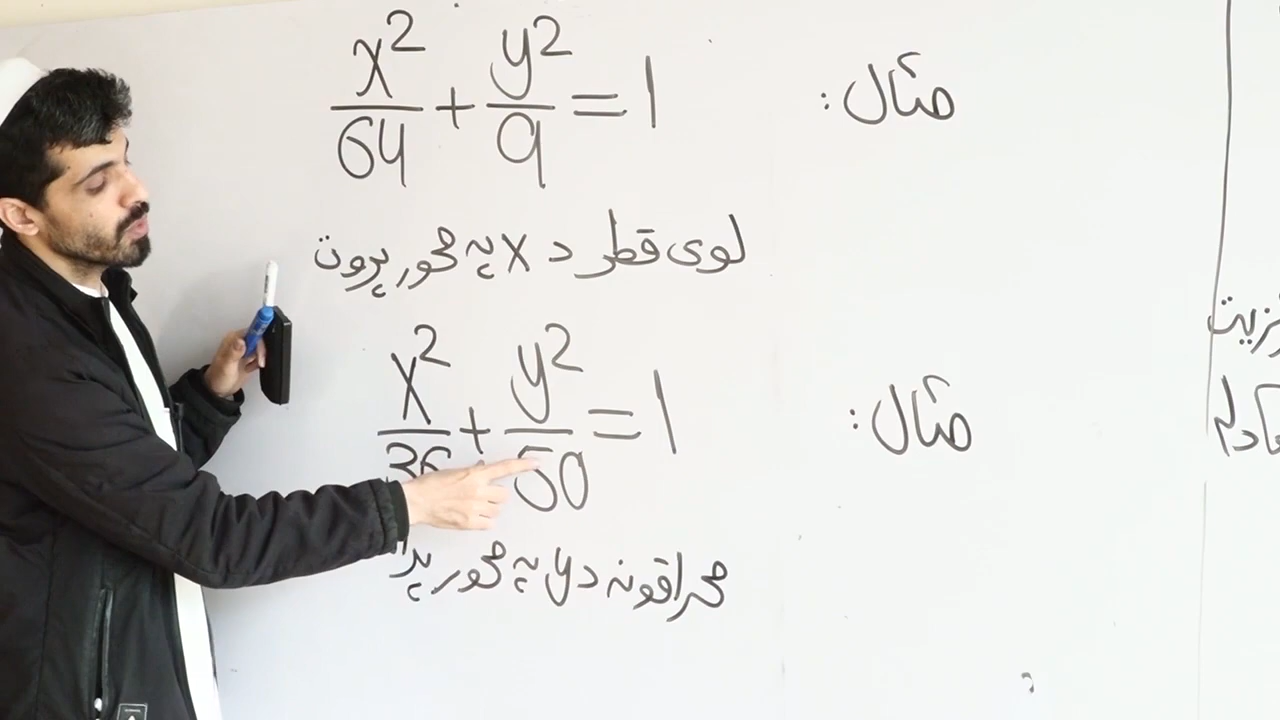 مثال: x²/64 + y²/9 = 1
لوی قطر د x په محور پروت
مثال: x²/36 + y²/50 = 1
محراقونه د y په محور